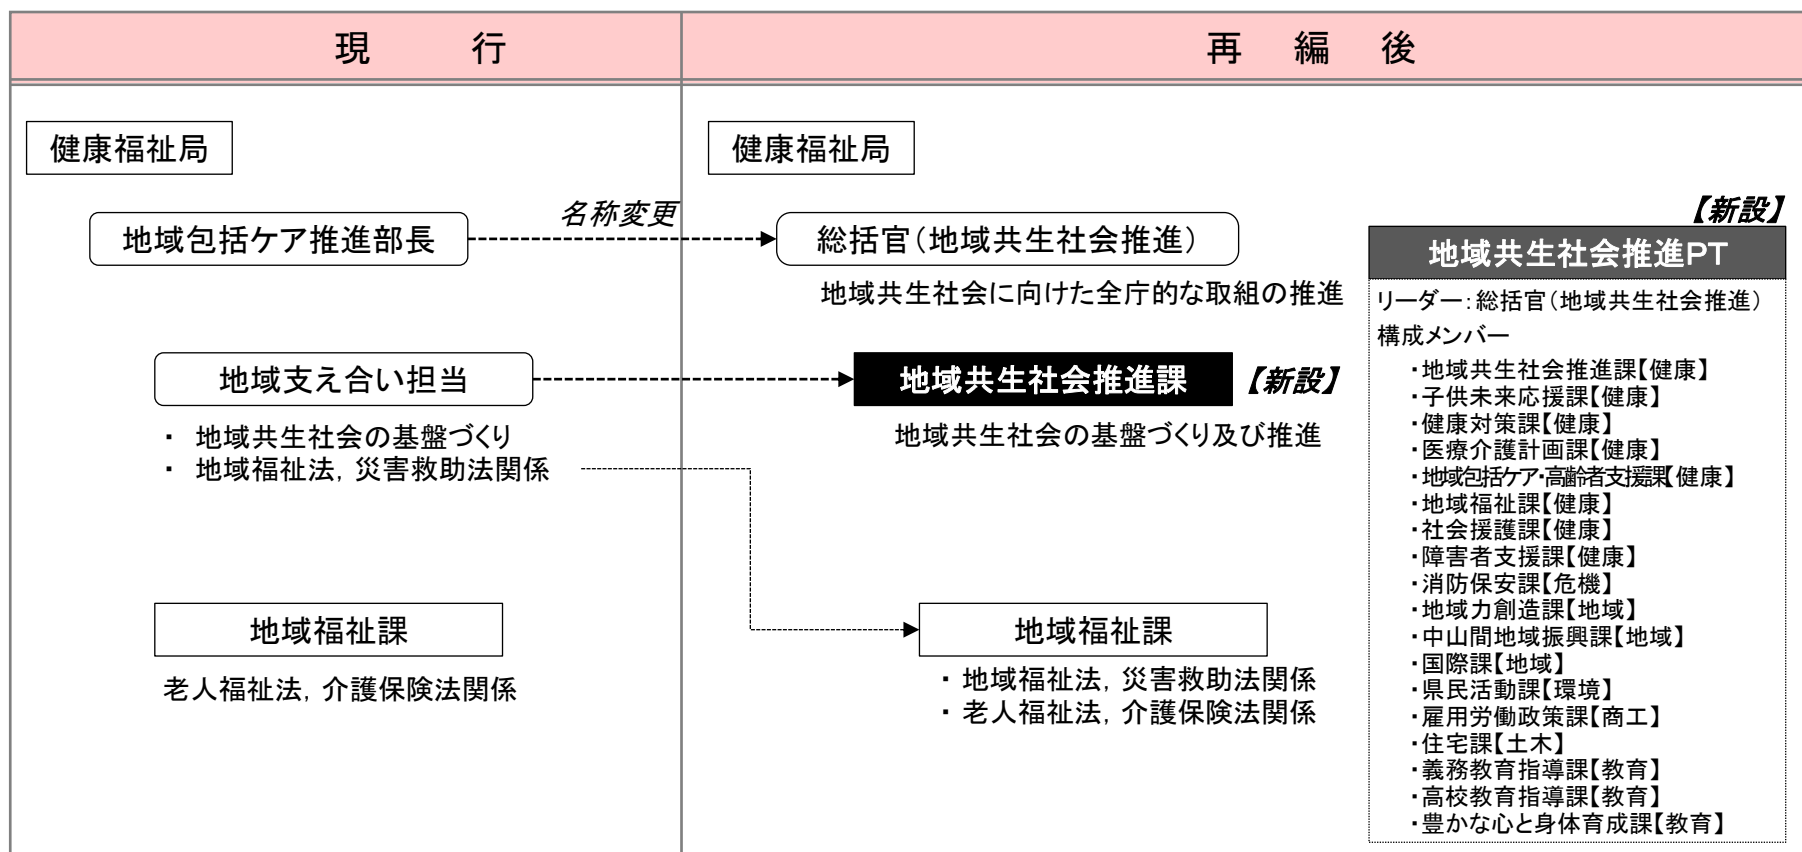 現　行
再　編　後
健康福祉局
地域包括ケア推進部長
名称変更
地域支え合い担当
・ 地域共生社会の基盤づくり
・ 地域福祉法，災害救助法関係
地域福祉課
老人福祉法，介護保険法関係
健康福祉局
総括官（地域共生社会推進）
地域共生社会に向けた全庁的な取組の推進
地域共生社会推進課
【新設】
地域共生社会の基盤づくり及び推進
地域福祉課
・ 地域福祉法，災害救助法関係
・ 老人福祉法，介護保険法関係
【新設】
地域共生社会推進PT
リーダー：総括官（地域共生社会推進）
構成メンバー
・地域共生社会推進課【健康】
・子供未来応援課【健康】
・健康対策課【健康】
・医療介護計画課【健康】
・地域包括ケア・高齢者支援課【健康】
・地域福祉課【健康】
・社会援護課【健康】
・障害者支援課【健康】
・消防保安課【危機】
・地域力創造課【地域】
・中山間地域振興課【地域】
・国際課【地域】
・県民活動課【環境】
・雇用労働政策課【商工】
・住宅課【土木】
・義務教育指導課【教育】
・高校教育指導課【教育】
・豊かな心と身体育成課【教育】